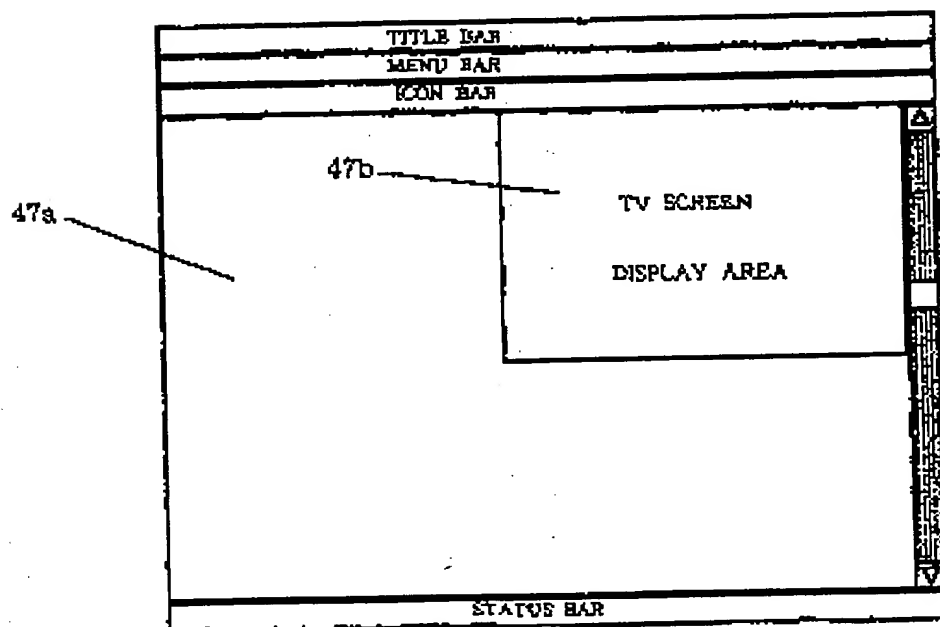 TITLE BAR
MENU BAR
ICON BAR
47b
TV SCREEN
47a
DISPLAY AREA
STATUS BAR